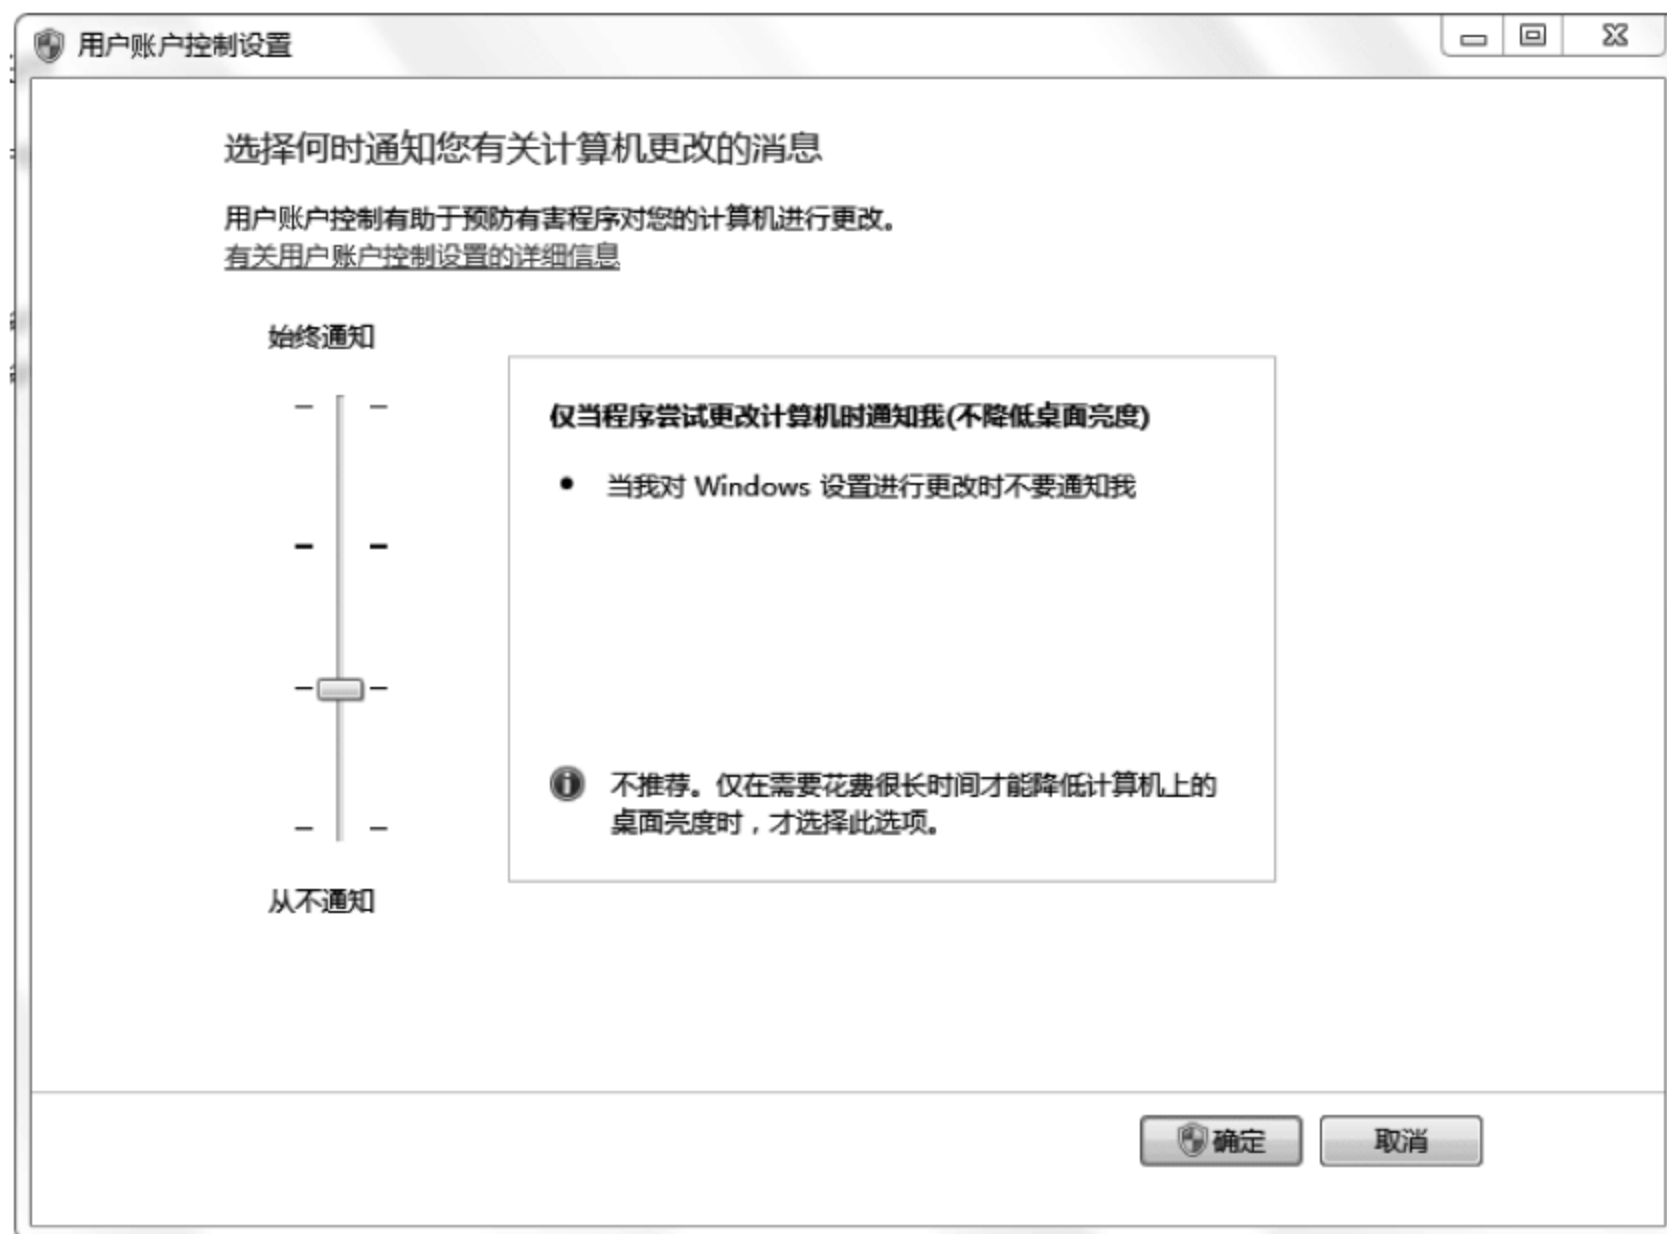 用户账户控制设置
选择何时通知您有关计算机更改的消息
用户账户控制有助于预防有害程序对您的计算机进行更改。
有关用户账户控制设置的详细信息
始终通知
仅当程序尝试更改计算机时通知我(不降低桌面亮度)
• 当我对 Windows 设置进行更改时不要通知我
不推荐。仅在需要花费很长时间才能降低计算机上的
桌面亮度时，才选择此选项。
从不通知
确定 取消